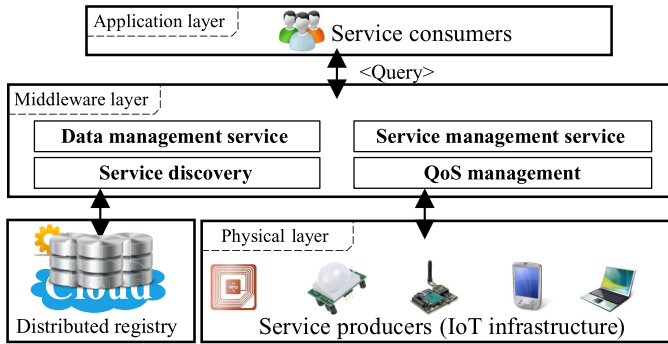 Application layer
Service consumers
<Query>
Middleware layer
Data management service
Service management service
Service discovery
QoS management
Physical layer
Cloud
Distributed registry
Service producers (IoT infrastructure)